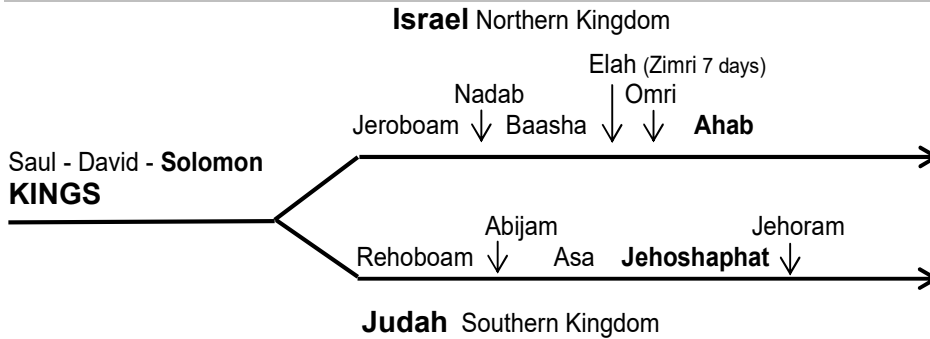 Israel Northern Kingdom
Elah (Zimri 7 days)
Nadab Omri
Jeroboam Baasha Ahab
Saul - David - Solomon
KINGS
Abijam Jehoram
Rehoboam Asa Jehoshaphat
Judah Southern Kingdom